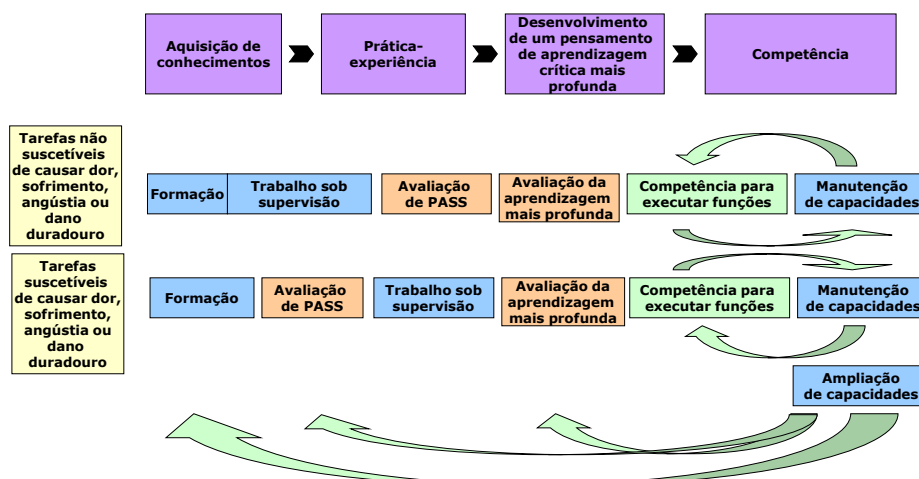 Aquisição de
conhecimentos
Prática-
experiência
Desenvolvimento
de um pensamento
de aprendizagem
crítica mais
profunda
Competência
Tarefas não
suscetíveis
de causar dor,
sofrimento,
angústia ou
dano
duradouro
Formação
Trabalho sob
supervisão
Avaliação
de PASS
Avaliação da
aprendizagem
mais profunda
Competência para
executar funções
Manutenção
de capacidades
Tarefas
suscetíveis
de causar dor,
sofrimento,
angústia ou
dano
duradouro
Formação
Avaliação
de PASS
Trabalho sob
supervisão
Avaliação da
aprendizagem
mais profunda
Competência para
executar funções
Manutenção
de capacidades
Ampliação
de capacidades